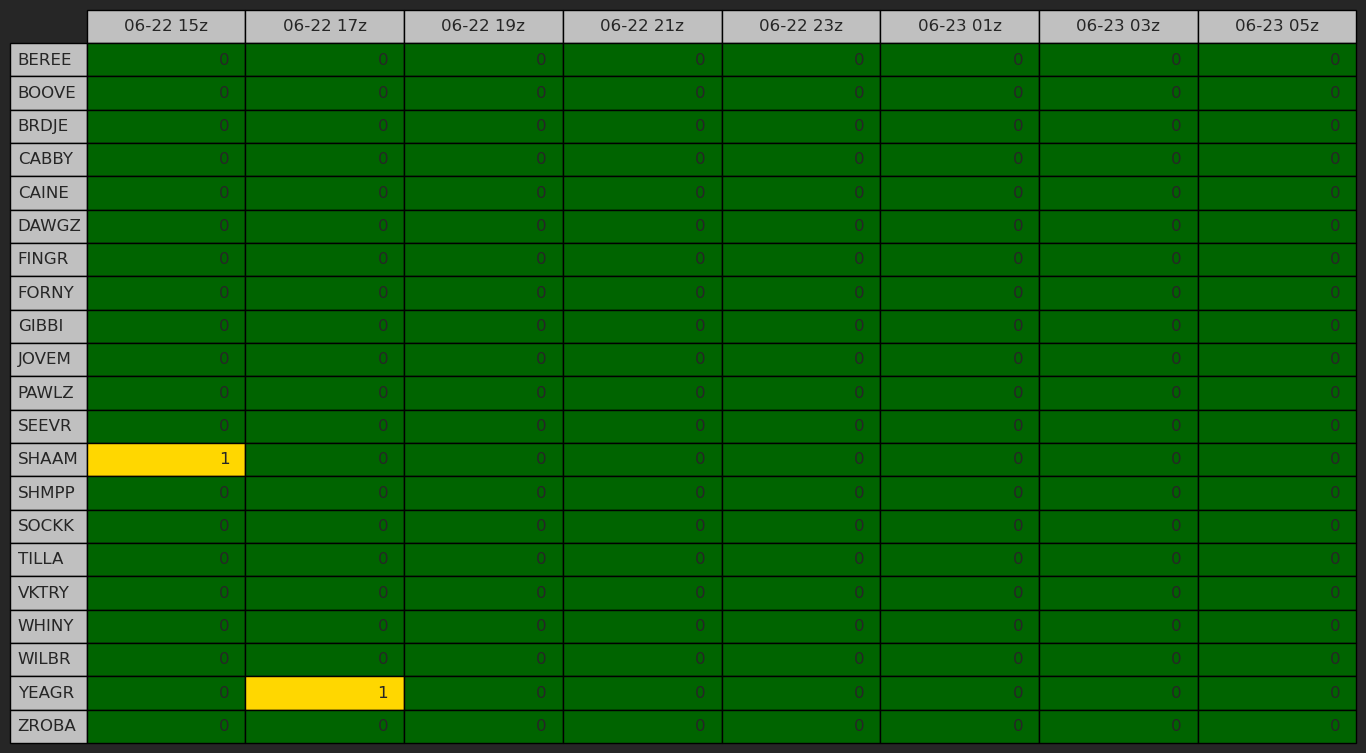 06-22 15z 06-22 17z 06-22 19z 06-22 21z 06-22 23z 06-23 01z 06-23 03z 06-23 05z
BEREE 0 0 0 0 0 0 0 0
BOOVE 0 0 0 0 0 0 0 0
BRDJE 0 0 0 0 0 0 0 0
CABBY 0 0 0 0 0 0 0 0
CAINE 0 0 0 0 0 0 0 0
DAWGZ 0 0 0 0 0 0 0 0
FINGR 0 0 0 0 0 0 0 0
FORNY 0 0 0 0 0 0 0 0
GIBBI 0 0 0 0 0 0 0 0
JOVEM 0 0 0 0 0 0 0 0
PAWLZ 0 0 0 0 0 0 0 0
SEEVR 0 0 0 0 0 0 0 0
SHAAM 1 0 0 0 0 0 0 0
SHMPP 0 0 0 0 0 0 0 0
SOCKK 0 0 0 0 0 0 0 0
TILLA 0 0 0 0 0 0 0 0
VKTRY 0 0 0 0 0 0 0 0
WHINY 0 0 0 0 0 0 0 0
WILBR 0 0 0 0 0 0 0 0
YEAGR 0 1 0 0 0 0 0 0
ZROBA 0 0 0 0 0 0 0 0